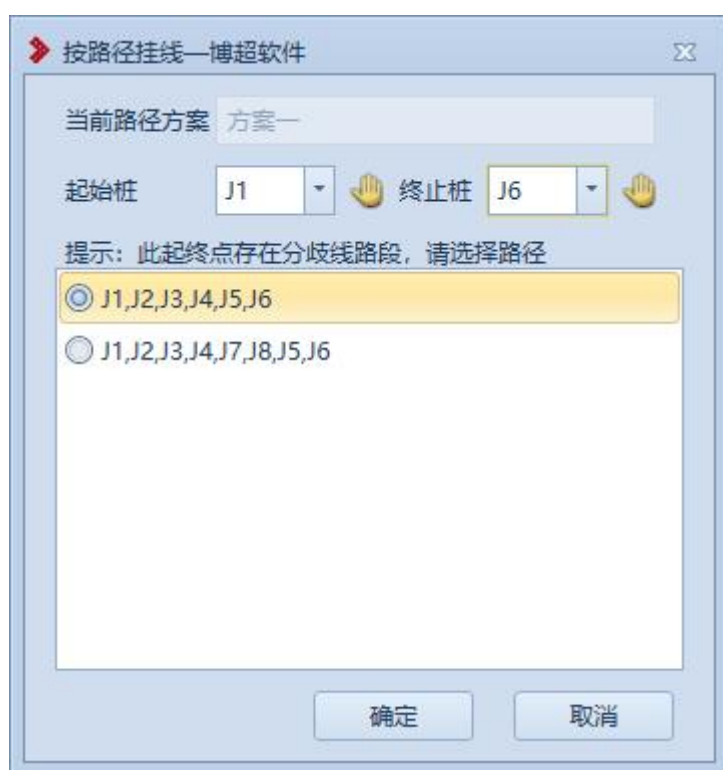 按路径挂线—博超软件
当前路径方案 方案一
起始桩 J1 终止桩 J6
提示：此起终点存在分歧线路段，请选择路径
J1,J2,J3,J4,J5,J6
J1,J2,J3,J4,J7,J8,J5,J6
确定 取消